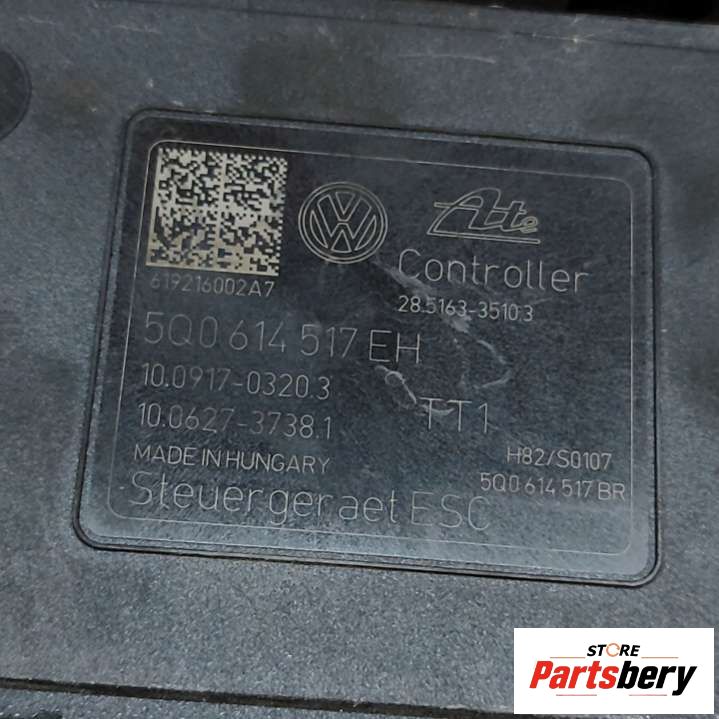 Ate
Controller
28.5163-3510.3
619216002A7
5Q0 614 517 EH
10.0917-0320.3
10.0627-3738.1
TT1
MADE IN HUNGARY
H82/S0107
5Q0 614 517 BR
Steuergeraet ESC
STORE
Partsbery